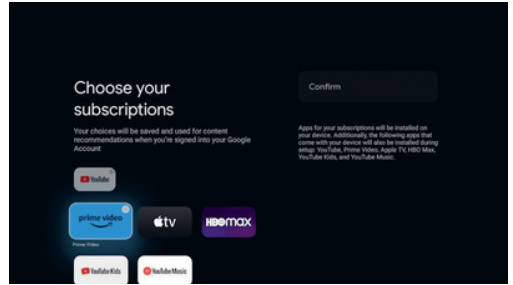 Choose your
subscriptions
Your choices will be saved and used for content
recommendations when you're signed into your Google
Account
YouTube
prime video
tv
HBOmax
Prime Video
YouTube Kids
YouTube Music
Confirm
Apps for your subscriptions will be installed on
your device. Additionally, the following apps that
come with your device will also be installed during
setup: YouTube, Prime Video, Apple TV, HBO Max,
YouTube Kids, and YouTube Music.